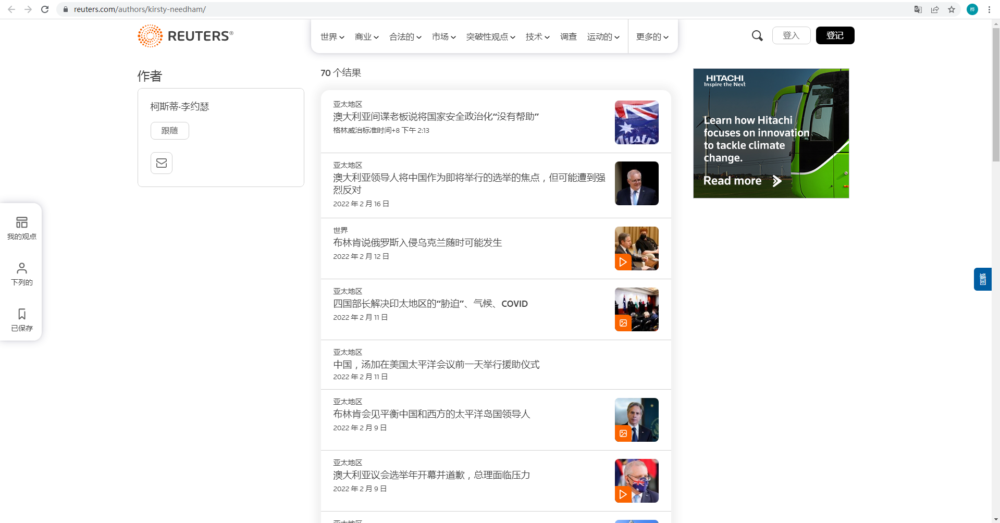 reuters.com/authors/kirsty-needham/
桦
REUTERS®
世界
商业
合法的
市场
突破性观点
技术
调查
运动的
更多的
登入
登记
作者
柯斯蒂·李约瑟
跟随
70 个结果
亚太地区
澳大利亚间谍老板说将国家安全政治化“没有帮助”
格林威治标准时间+8 下午 2:13
Austr
亚太地区
澳大利亚领导人将中国作为即将举行的选举的焦点，但可能遭到强
烈反对
2022 年 2 月 16 日
世界
布林肯说俄罗斯入侵乌克兰随时可能发生
2022 年 2 月 12 日
亚太地区
四国部长解决印太地区的“胁迫”、气候、COVID
2022 年 2 月 11 日
亚太地区
中国，汤加在美国太平洋会议前一天举行援助仪式
2022 年 2 月 11 日
亚太地区
布林肯会见平衡中国和西方的太平洋岛国领导人
2022 年 2 月 9 日
亚太地区
澳大利亚议会选举年开幕并道歉，总理面临压力
2022 年 2 月 9 日
亚太地区
HITACHI
Inspire the Next
Learn how Hitachi
focuses on innovation
to tackle climate
change.
Read more
我的观点
下列的
已保存
回馈